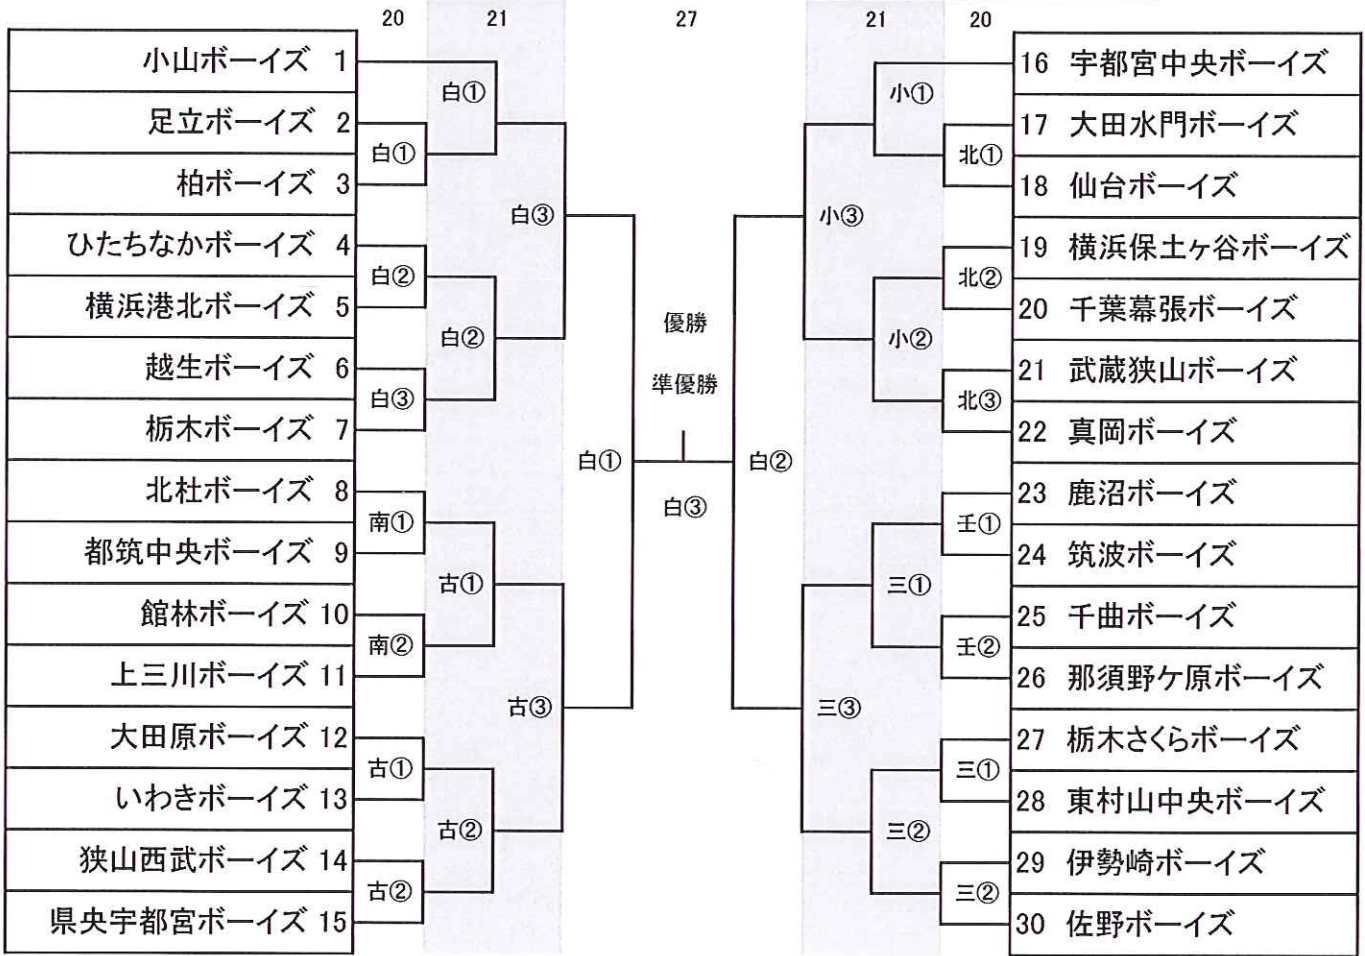 20 21 27 21 20
小山ボーイズ 1
足立ボーイズ 2
柏ボーイズ 3
ひたちなかボーイズ 4
横浜港北ボーイズ 5
越生ボーイズ 6
栃木ボーイズ 7
北杜ボーイズ 8
都筑中央ボーイズ 9
館林ボーイズ 10
上三川ボーイズ 11
大田原ボーイズ 12
いわきボーイズ 13
狭山西武ボーイズ 14
県央宇都宮ボーイズ 15
白①
白②
白③
南①
南②
古①
古②
白①
白②
古①
古②
白③
古③
白①
優勝
準優勝
白③
白②
小③
三③
小①
小②
三①
三②
北①
北②
北③
壬①
壬②
三①
三②
16 宇都宮中央ボーイズ
17 大田水門ボーイズ
18 仙台ボーイズ
19 横浜保土ヶ谷ボーイズ
20 千葉幕張ボーイズ
21 武蔵狭山ボーイズ
22 真岡ボーイズ
23 鹿沼ボーイズ
24 筑波ボーイズ
25 千曲ボーイズ
26 那須野ケ原ボーイズ
27 栃木さくらボーイズ
28 東村山中央ボーイズ
29 伊勢崎ボーイズ
30 佐野ボーイズ